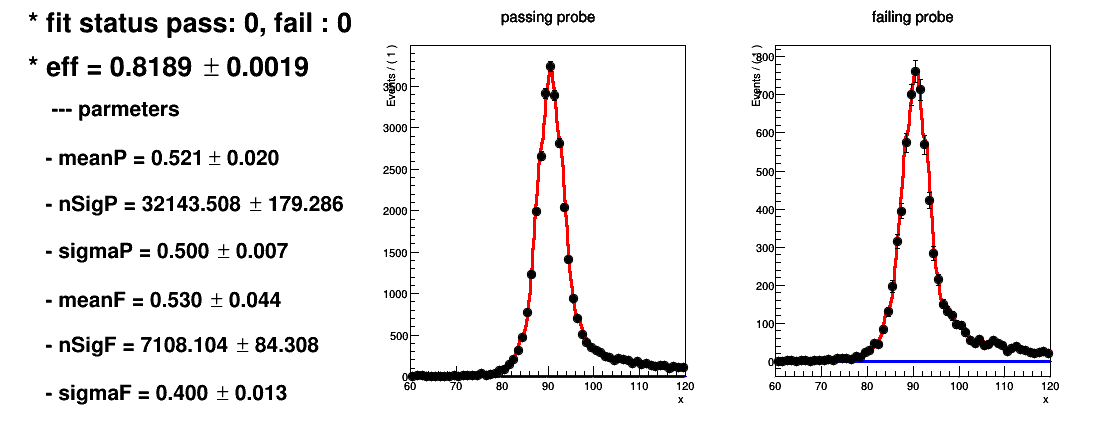 * fit status pass: 0, fail : 0
* eff = 0.8189 ± 0.0019
--- parmeters
- meanP = 0.521 ± 0.020
- nSigP = 32143.508 ± 179.286
- sigmaP = 0.500 ± 0.007
- meanF = 0.530 ± 0.044
- nSigF = 7108.104 ± 84.308
- sigmaF = 0.400 ± 0.013
passing probe
Events / ( 1 )
3500
3000
2500
2000
1500
1000
500
0
60 70 80 90 100 110 120
x
failing probe
Events / ( 1 )
800
700
600
500
400
300
200
100
0
60 70 80 90 100 110 120
x